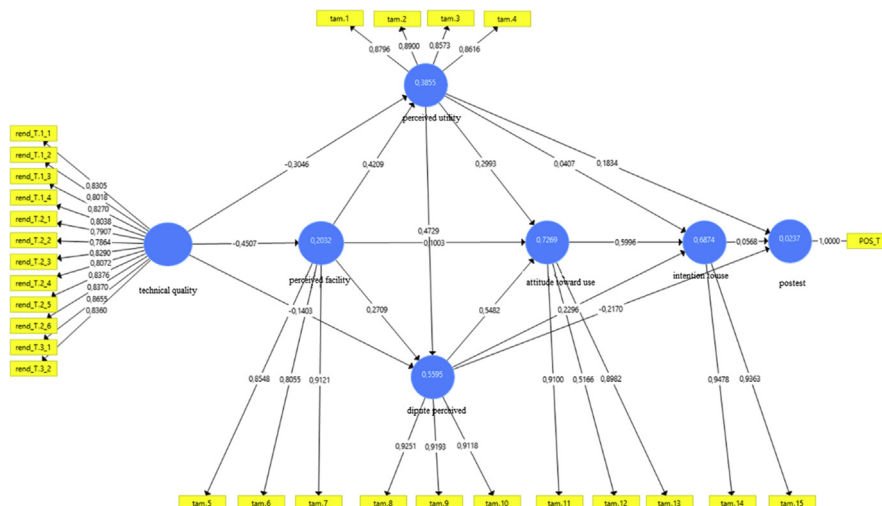 tam.1
tam.2
tam.3
tam.4
0,8796
0,8900
0,8573
0,8616
0,3855
perceived utility
rend_T.1_1
rend_T.1_2
rend_T.1_3
rend_T.1_4
rend_T.2_1
rend_T.2_2
rend_T.2_3
rend_T.2_4
rend_T.2_5
rend_T.2_6
rend_T.3_1
rend_T.3_2
0,8305
0,8018
0,8270
0,8038
0,7907
0,7864
0,8290
0,8072
0,8376
0,8370
0,8655
0,8360
technical quality
-0,3046
0,4209
0,2993
0,0407
0,1834
-0,4507
0,2032
perceived facility
0,4729
0,1003
0,7269
attitude toward use
0,5996
0,6874
intention to use
0,0568
0,0237
postest
1,0000
POS_T
-0,1403
0,2709
0,5482
0,2296
-0,2170
0,5595
dipute perceived
0,8548
0,8055
0,9121
0,9251
0,9193
0,9118
0,9100
0,5166
0,8982
0,9478
0,9363
tam.5
tam.6
tam.7
tam.8
tam.9
tam.10
tam.11
tam.12
tam.13
tam.14
tam.15